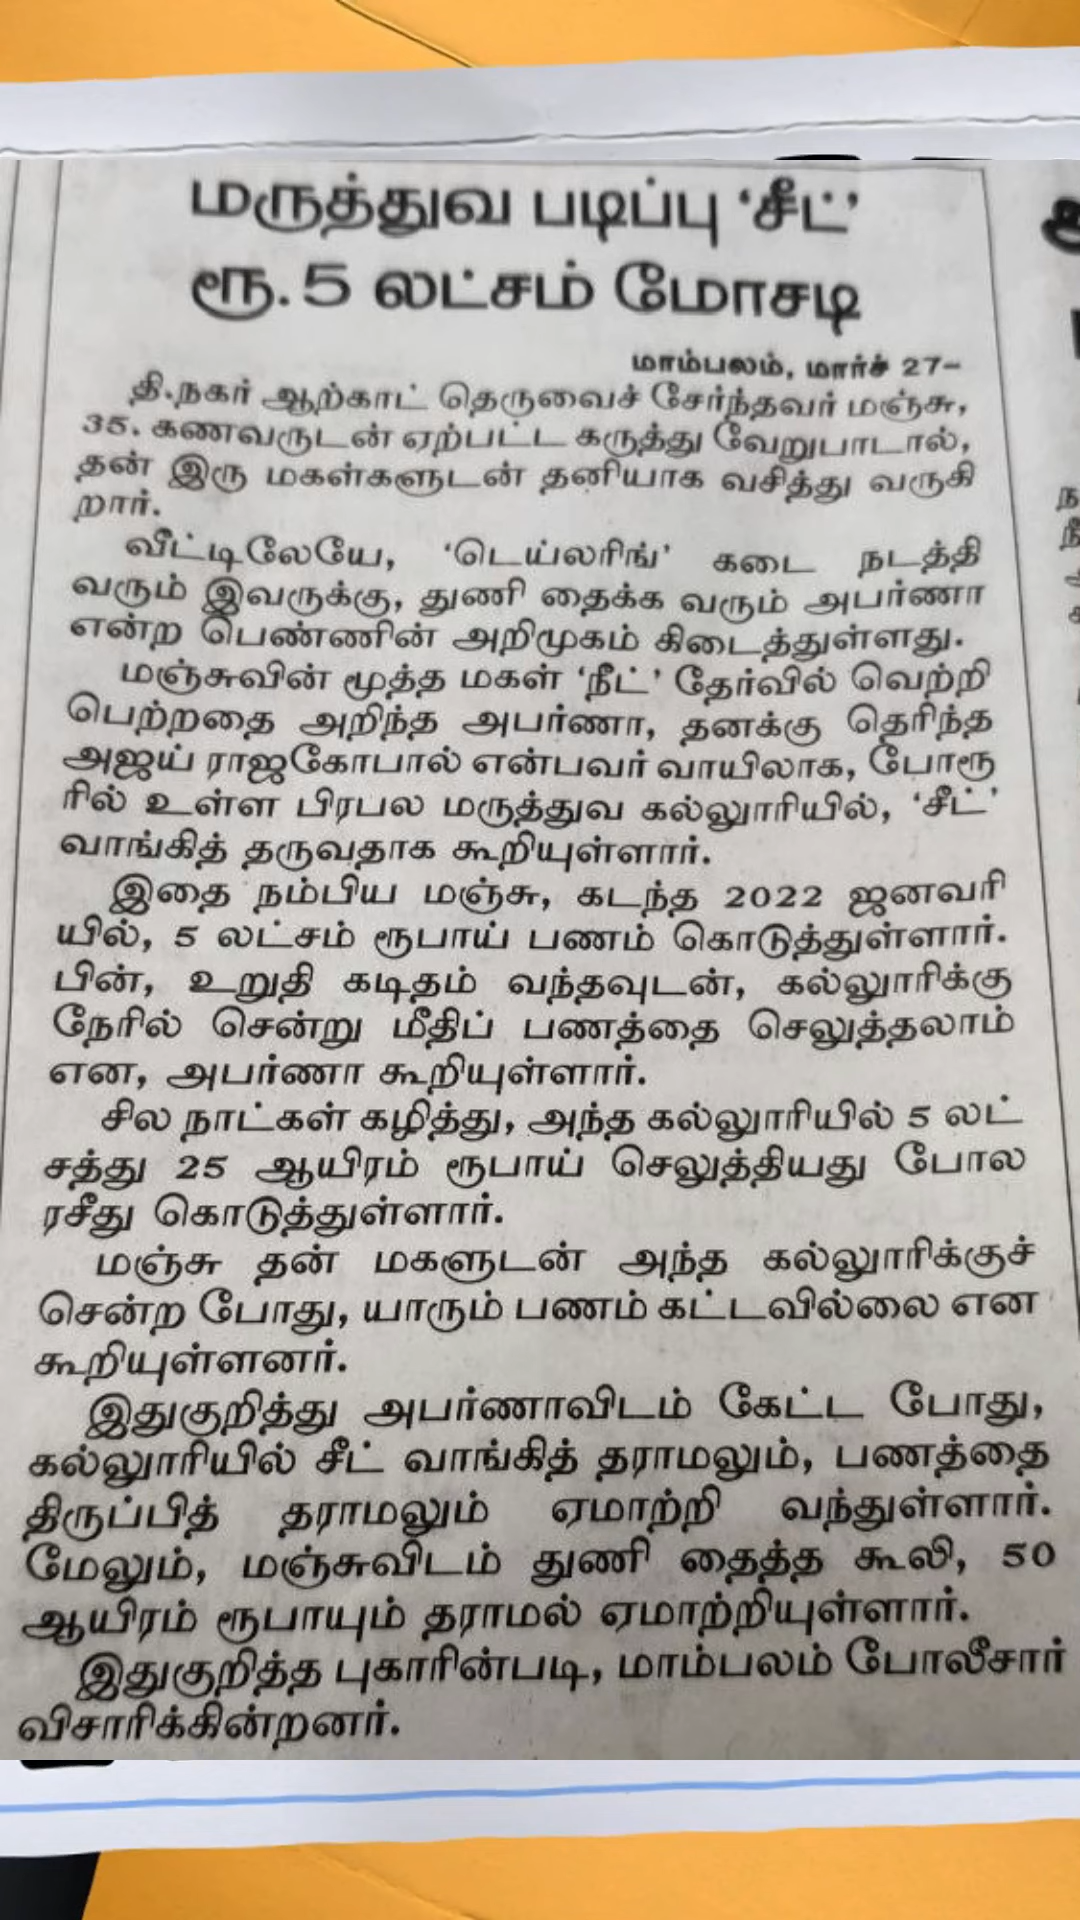 மருத்துவ படிப்பு ‘சீட்’
ரூ.5 லட்சம் மோசடி
மாம்பலம், மார்ச் 27–
தி.நகர் ஆற்காட் தெருவைச் சேர்ந்தவர் மஞ்சு,
35. கணவருடன் ஏற்பட்ட கருத்து வேறுபாடால்,
தன் இரு மகள்களுடன் தனியாக வசித்து வருகி
றார்.
வீட்டிலேயே, ‘டெய்லரிங்’ கடை நடத்தி
வரும் இவருக்கு, துணி தைக்க வரும் அபர்ணா
என்ற பெண்ணின் அறிமுகம் கிடைத்துள்ளது.
மஞ்சுவின் மூத்த மகள் ‘நீட்’ தேர்வில் வெற்றி
பெற்றதை அறிந்த அபர்ணா, தனக்கு தெரிந்த
அஜய் ராஜகோபால் என்பவர் வாயிலாக, போரூ
ரில் உள்ள பிரபல மருத்துவ கல்லூரியில், ‘சீட்’
வாங்கித் தருவதாக கூறியுள்ளார்.
இதை நம்பிய மஞ்சு, கடந்த 2022 ஜனவரி
யில், 5 லட்சம் ரூபாய் பணம் கொடுத்துள்ளார்.
பின், உறுதி கடிதம் வந்தவுடன், கல்லூரிக்கு
நேரில் சென்று மீதிப் பணத்தை செலுத்தலாம்
என, அபர்ணா கூறியுள்ளார்.
சில நாட்கள் கழித்து, அந்த கல்லூரியில் 5 லட்
சத்து 25 ஆயிரம் ரூபாய் செலுத்தியது போல
ரசீது கொடுத்துள்ளார்.
மஞ்சு தன் மகளுடன் அந்த கல்லூரிக்குச்
சென்ற போது, யாரும் பணம் கட்டவில்லை என
கூறியுள்ளனர்.
இதுகுறித்து அபர்ணாவிடம் கேட்ட போது,
கல்லூரியில் சீட் வாங்கித் தராமலும், பணத்தை
திருப்பித் தராமலும் ஏமாற்றி வந்துள்ளார்.
மேலும், மஞ்சுவிடம் துணி தைத்த கூலி, 50
ஆயிரம் ரூபாயும் தராமல் ஏமாற்றியுள்ளார்.
இதுகுறித்த புகாரின்படி, மாம்பலம் போலீசார்
விசாரிக்கின்றனர்.